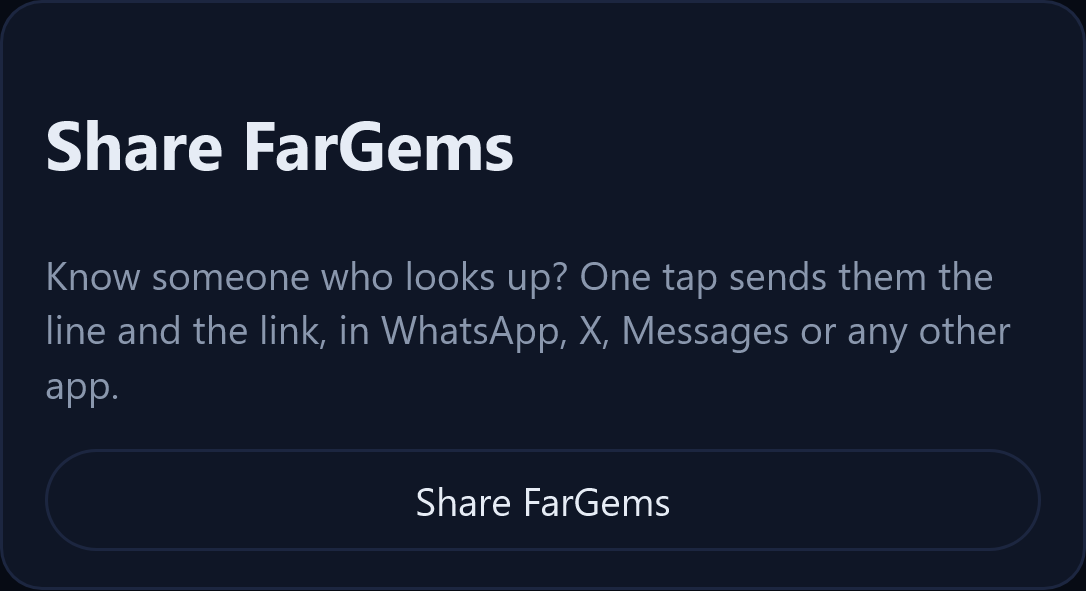 Share FarGems
Know someone who looks up? One tap sends them the
line and the link, in WhatsApp, X, Messages or any other
app.
Share FarGems